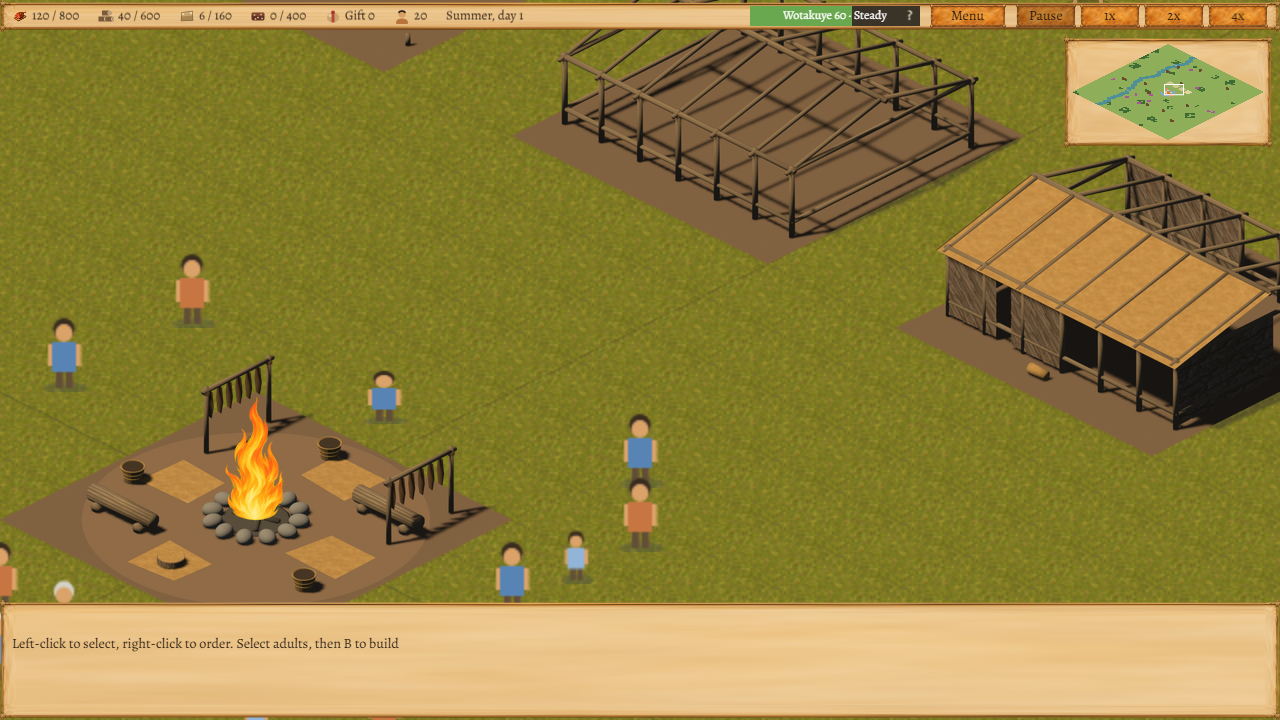 120 / 800 40 / 600 6 / 160 0 / 400 Gift 0 20 Summer, day 1 Wotakuye 60 - Steady ? Menu Pause 1x 2x 4x
Left-click to select, right-click to order. Select adults, then B to build